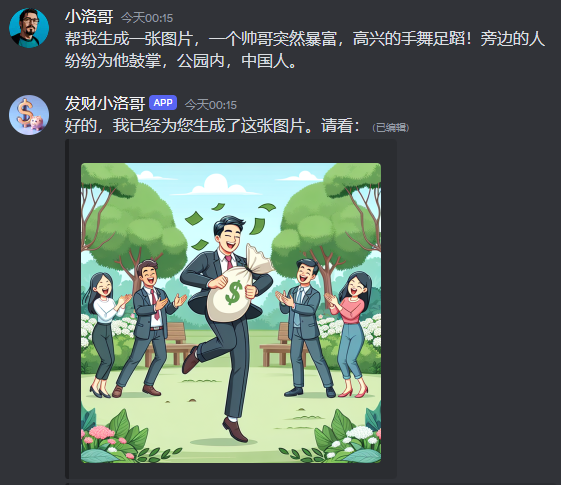 小洛哥 今天00:15
帮我生成一张图片，一个帅哥突然暴富，高兴的手舞足蹈！旁边的人
纷纷为他鼓掌，公园内，中国人。
发财小洛哥 APP 今天00:15
好的，我已经为您生成了这张图片。请看： (已编辑)
$
$